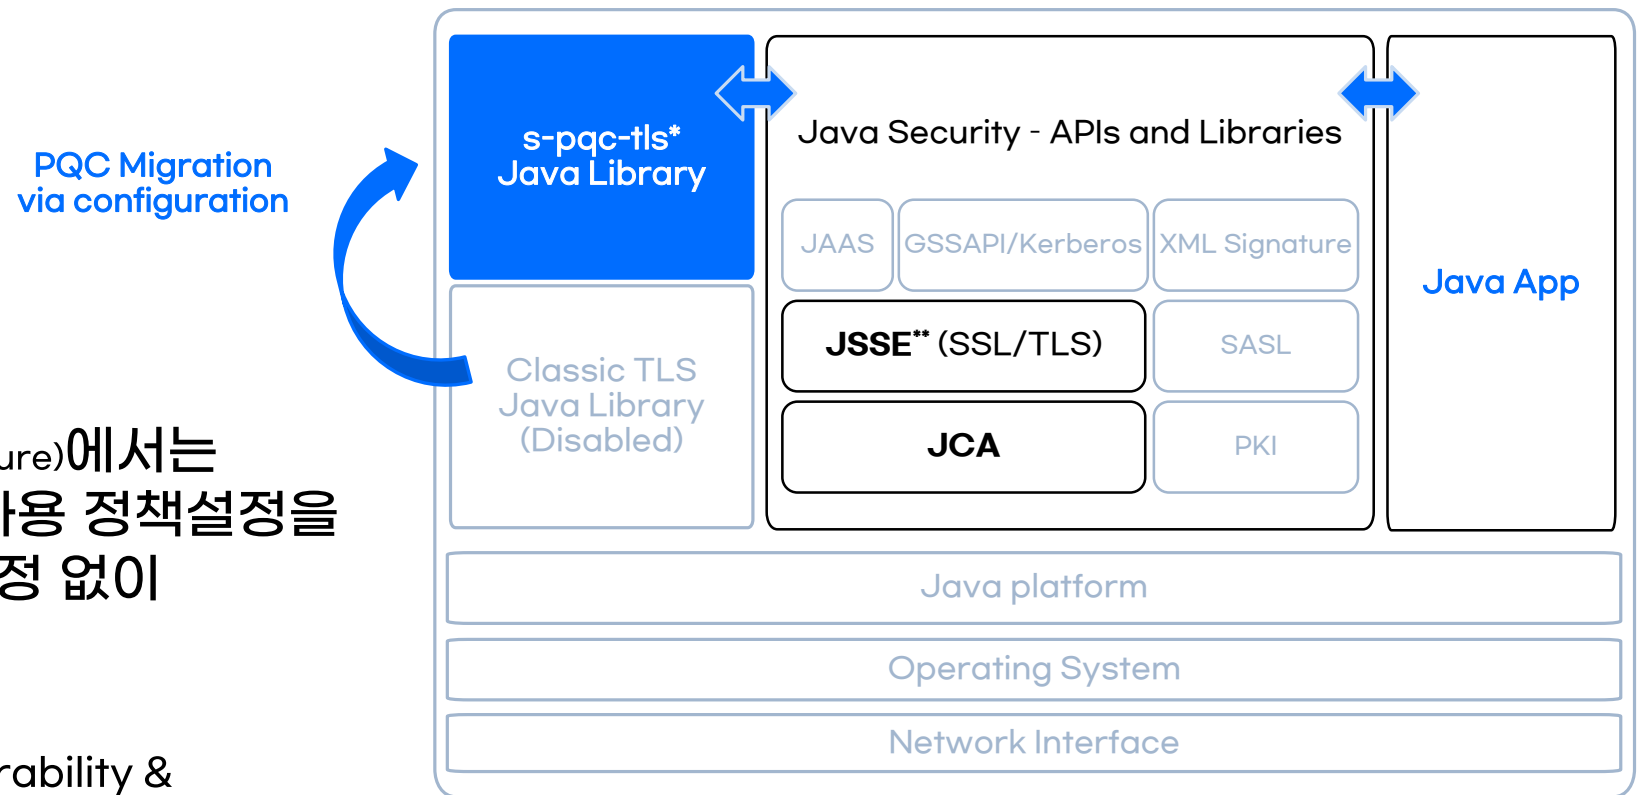 PQC Migration
via configuration
s-pqc-tls*
Java Library
Classic TLS
Java Library
(Disabled)
Java Security - APIs and Libraries
JAAS
GSSAPI/Kerberos
XML Signature
JSSE** (SSL/TLS)
SASL
JCA
PKI
Java App
ure)에서는
용 정책설정을
정 없이
rability &
Java platform
Operating System
Network Interface